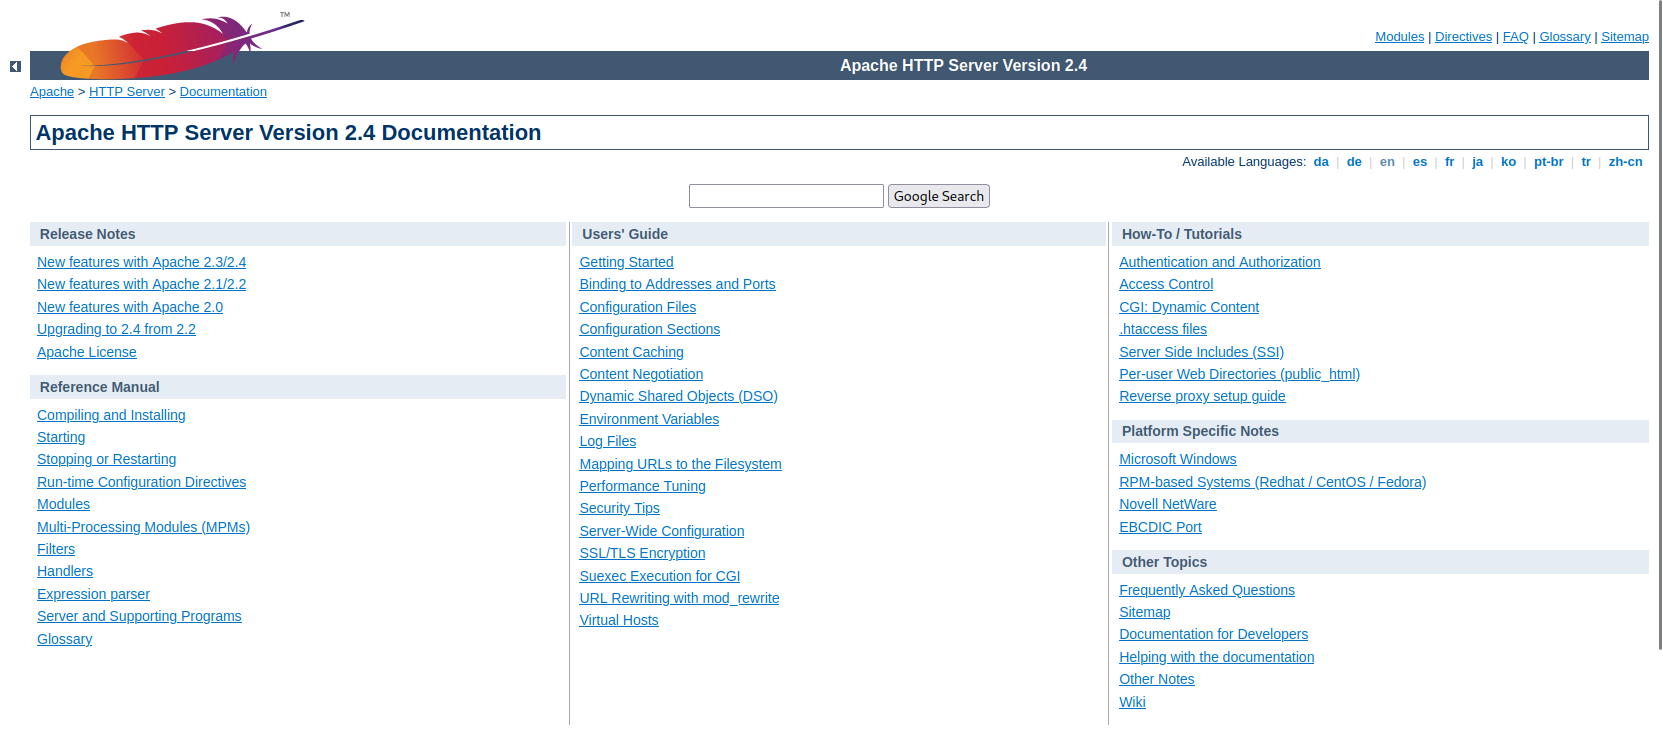 TM
Modules | Directives | FAQ | Glossary | Sitemap
Apache HTTP Server Version 2.4
Apache > HTTP Server > Documentation
Apache HTTP Server Version 2.4 Documentation
Available Languages: da | de | en | es | fr | ja | ko | pt-br | tr | zh-cn
Google Search
Release Notes
New features with Apache 2.3/2.4
New features with Apache 2.1/2.2
New features with Apache 2.0
Upgrading to 2.4 from 2.2
Apache License
Reference Manual
Compiling and Installing
Starting
Stopping or Restarting
Run-time Configuration Directives
Modules
Multi-Processing Modules (MPMs)
Filters
Handlers
Expression parser
Server and Supporting Programs
Glossary
Users' Guide
Getting Started
Binding to Addresses and Ports
Configuration Files
Configuration Sections
Content Caching
Content Negotiation
Dynamic Shared Objects (DSO)
Environment Variables
Log Files
Mapping URLs to the Filesystem
Performance Tuning
Security Tips
Server-Wide Configuration
SSL/TLS Encryption
Suexec Execution for CGI
URL Rewriting with mod_rewrite
Virtual Hosts
How-To / Tutorials
Authentication and Authorization
Access Control
CGI: Dynamic Content
.htaccess files
Server Side Includes (SSI)
Per-user Web Directories (public_html)
Reverse proxy setup guide
Platform Specific Notes
Microsoft Windows
RPM-based Systems (Redhat / CentOS / Fedora)
Novell NetWare
EBCDIC Port
Other Topics
Frequently Asked Questions
Sitemap
Documentation for Developers
Helping with the documentation
Other Notes
Wiki